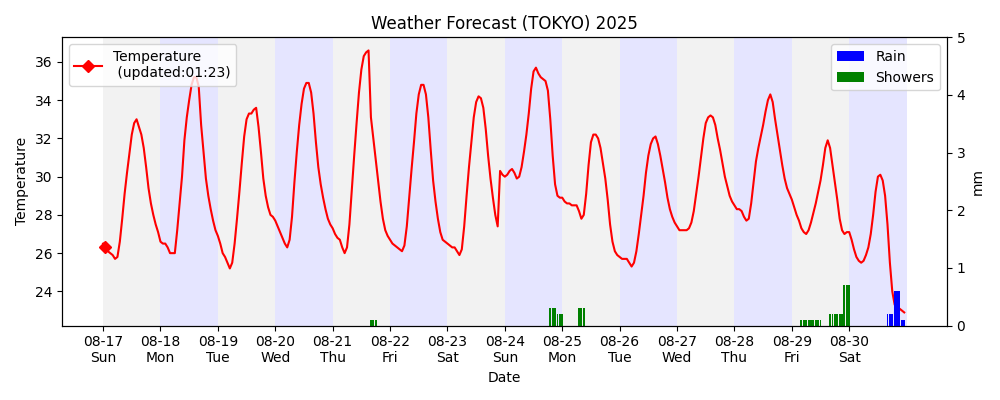 Weather Forecast (TOKYO) 2025
Temperature
(updated:01:23)
Rain
Showers
Temperature
36
34
32
30
28
26
24
5
4
3
2
1
0
mm
08-17 08-18 08-19 08-20 08-21 08-22 08-23 08-24 08-25 08-26 08-27 08-28 08-29 08-30
Sun Mon Tue Wed Thu Fri Sat Sun Mon Tue Wed Thu Fri Sat
Date